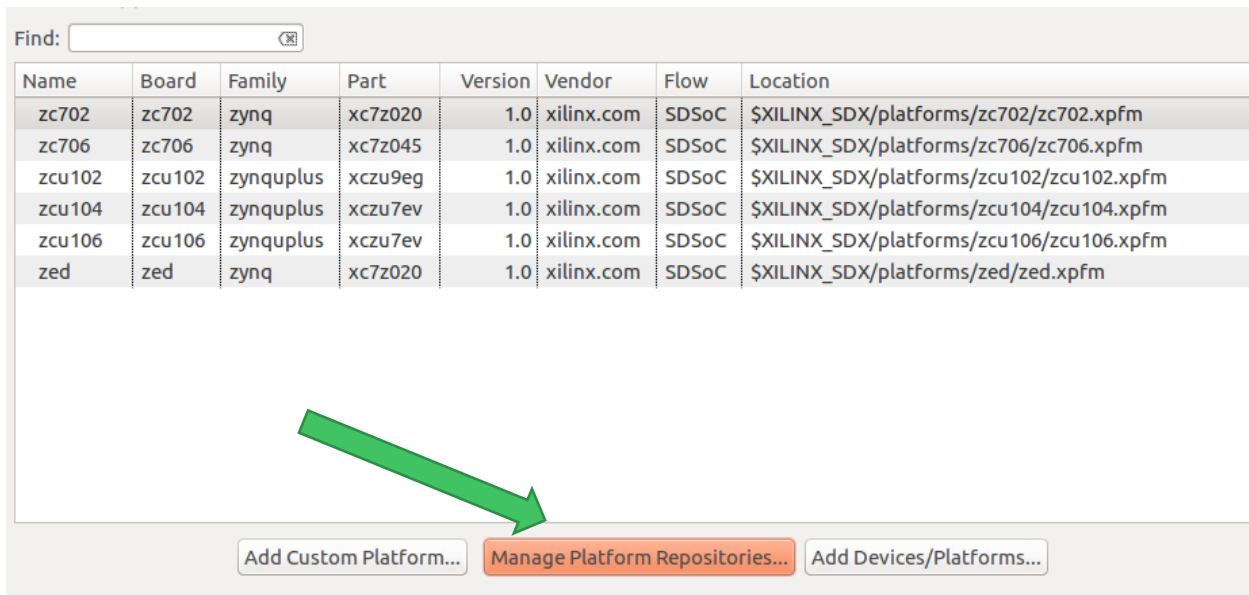 Find:
Name Board Family Part Version Vendor Flow Location
zc702 zc702 zynq xc7z020 1.0 xilinx.com SDSoC $XILINX_SDX/platforms/zc702/zc702.xpfm
zc706 zc706 zynq xc7z045 1.0 xilinx.com SDSoC $XILINX_SDX/platforms/zc706/zc706.xpfm
zcu102 zcu102 zynquplus xczu9eg 1.0 xilinx.com SDSoC $XILINX_SDX/platforms/zcu102/zcu102.xpfm
zcu104 zcu104 zynquplus xczu7ev 1.0 xilinx.com SDSoC $XILINX_SDX/platforms/zcu104/zcu104.xpfm
zcu106 zcu106 zynquplus xczu7ev 1.0 xilinx.com SDSoC $XILINX_SDX/platforms/zcu106/zcu106.xpfm
zed zed zynq xc7z020 1.0 xilinx.com SDSoC $XILINX_SDX/platforms/zed/zed.xpfm
Add Custom Platform... Manage Platform Repositories... Add Devices/Platforms...